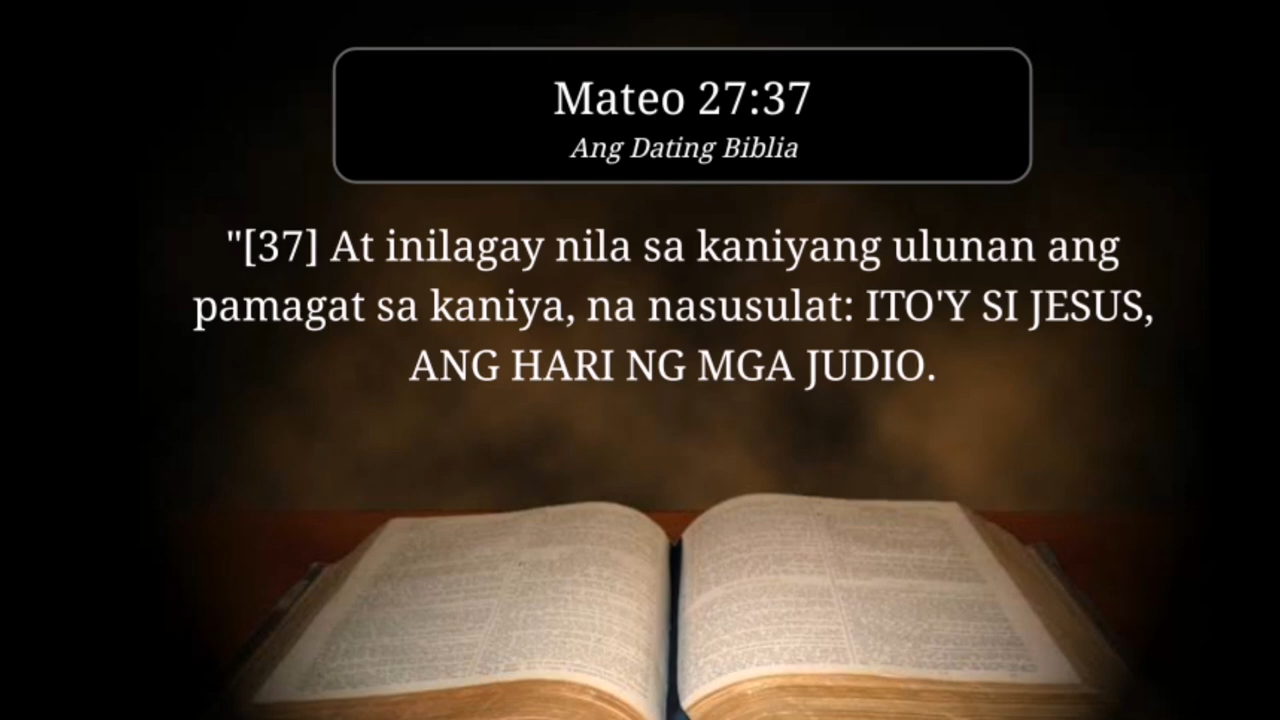 Mateo 27:37
Ang Dating Biblia
"[37] At inilagay nila sa kaniyang ulunan ang
pamagat sa kaniya, na nasusulat: ITO'Y SI JESUS,
ANG HARI NG MGA JUDIO.